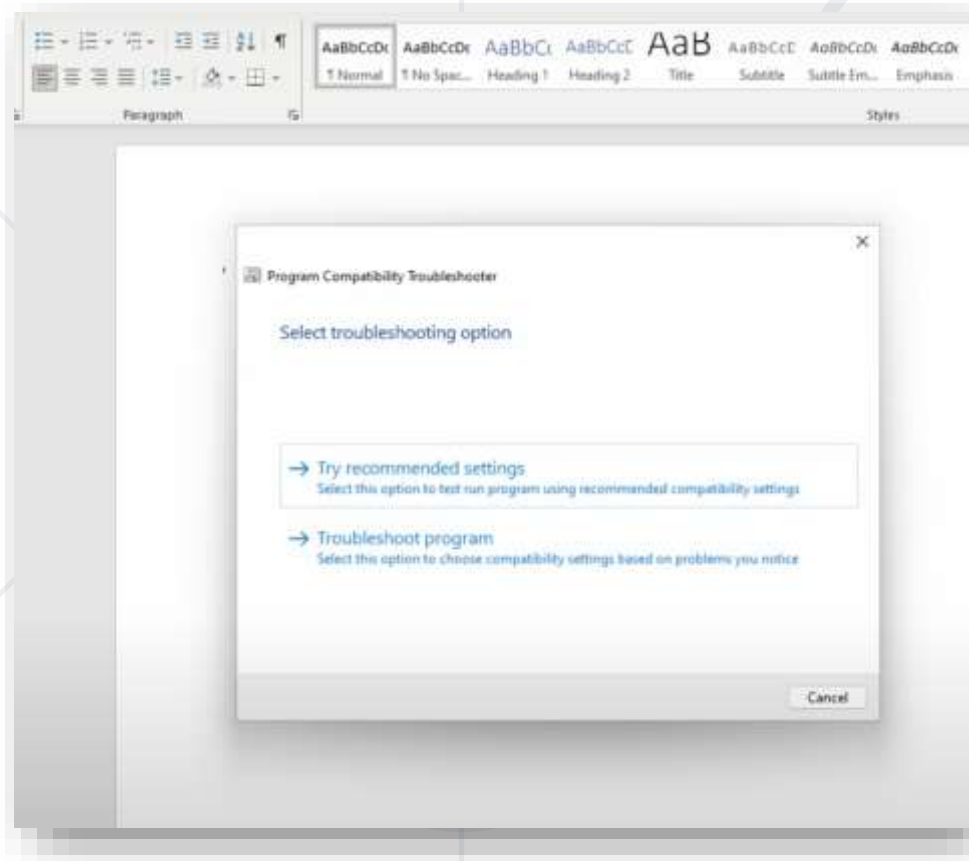 AaBbCcDc AaBbCcDc AaBbCc AaBbCcC AaB AaBbCcC AaBbCcDc AaBbCcDc
¶ Normal ¶ No Spac... Heading 1 Heading 2 Title Subtitle Subtle Em... Emphasis
Paragraph Styles
Program Compatibility Troubleshooter
Select troubleshooting option
Try recommended settings
Select this option to test run program using recommended compatibility settings
Troubleshoot program
Select this option to choose compatibility settings based on problems you notice
Cancel